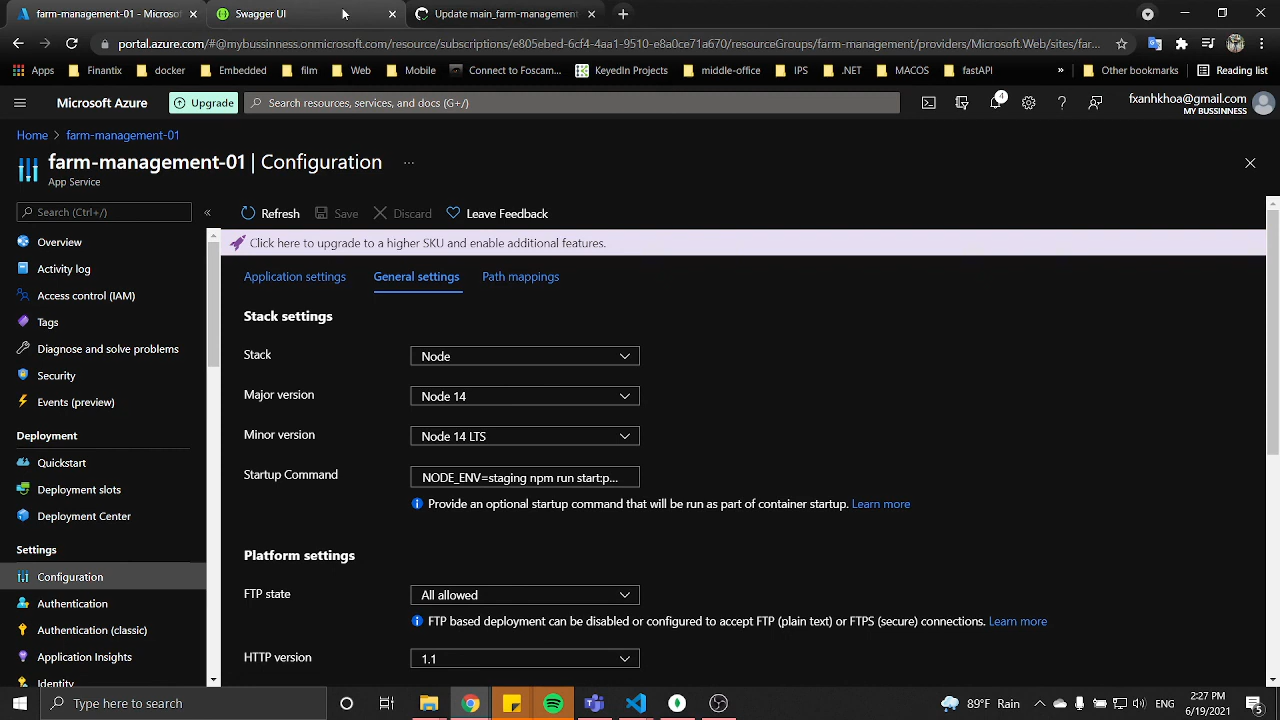 farm-management-01 - Microsoft
Swagger UI
Update main_farm-management
portal.azure.com/#@mybussinness.onmicrosoft.com/resource/subscriptions/e805ebed-6cf4-4aa1-9510-e8a0ce71a670/resourceGroups/farm-management/providers/Microsoft.Web/sites/far...
Apps
Finantix
docker
Embedded
film
Web
Mobile
Connect to Foscam...
KeyedIn Projects
middle-office
IPS
.NET
MACOS
fastAPI
»
Other bookmarks
Reading list
Microsoft Azure
Upgrade
Search resources, services, and docs (G+/)
4
fxanhkhoa@gmail.com
MY BUSSINNESS
Home > farm-management-01
farm-management-01 | Configuration ...
App Service
Search (Ctrl+/)
«
Refresh
Save
Discard
Leave Feedback
Click here to upgrade to a higher SKU and enable additional features.
Overview
Activity log
Access control (IAM)
Tags
Diagnose and solve problems
Security
Events (preview)
Deployment
Quickstart
Deployment slots
Deployment Center
Settings
Configuration
Authentication
Authentication (classic)
Application Insights
Identity
Application settings
General settings
Path mappings
Stack settings
Stack
Node
Major version
Node 14
Minor version
Node 14 LTS
Startup Command
NODE_ENV=staging npm run start:p...
Provide an optional startup command that will be run as part of container startup. Learn more
Platform settings
FTP state
All allowed
FTP based deployment can be disabled or configured to accept FTP (plain text) or FTPS (secure) connections. Learn more
HTTP version
1.1
Type here to search
89°F Rain
ENG
2:27 PM
6/19/2021
5